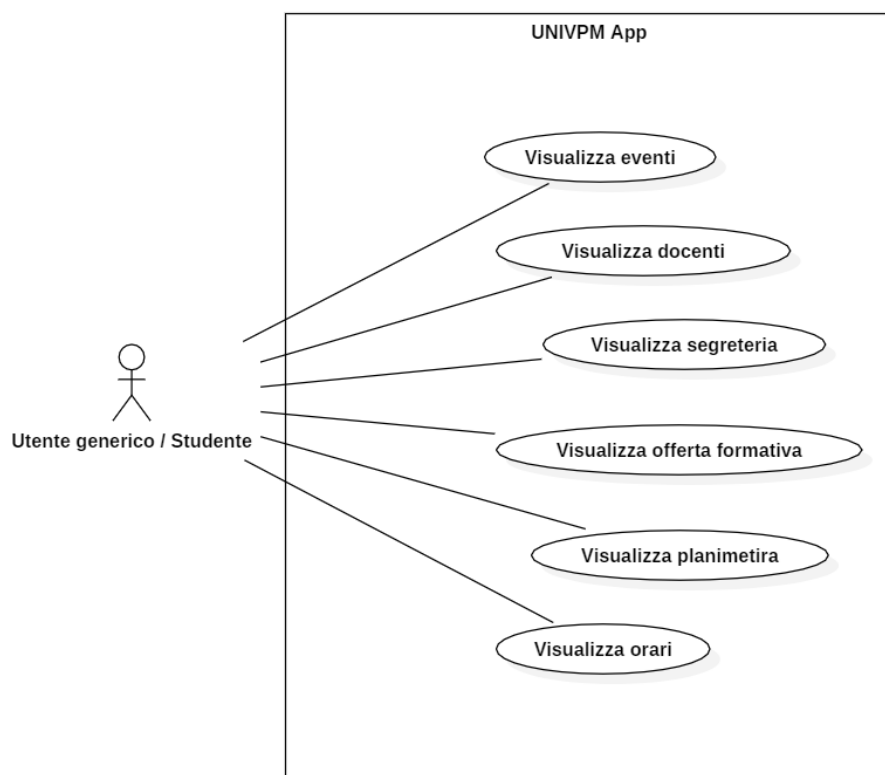 UNIVPM App
Visualizza eventi
Visualizza docenti
Visualizza segreteria
Utente generico / Studente
Visualizza offerta formativa
Visualizza planimetira
Visualizza orari